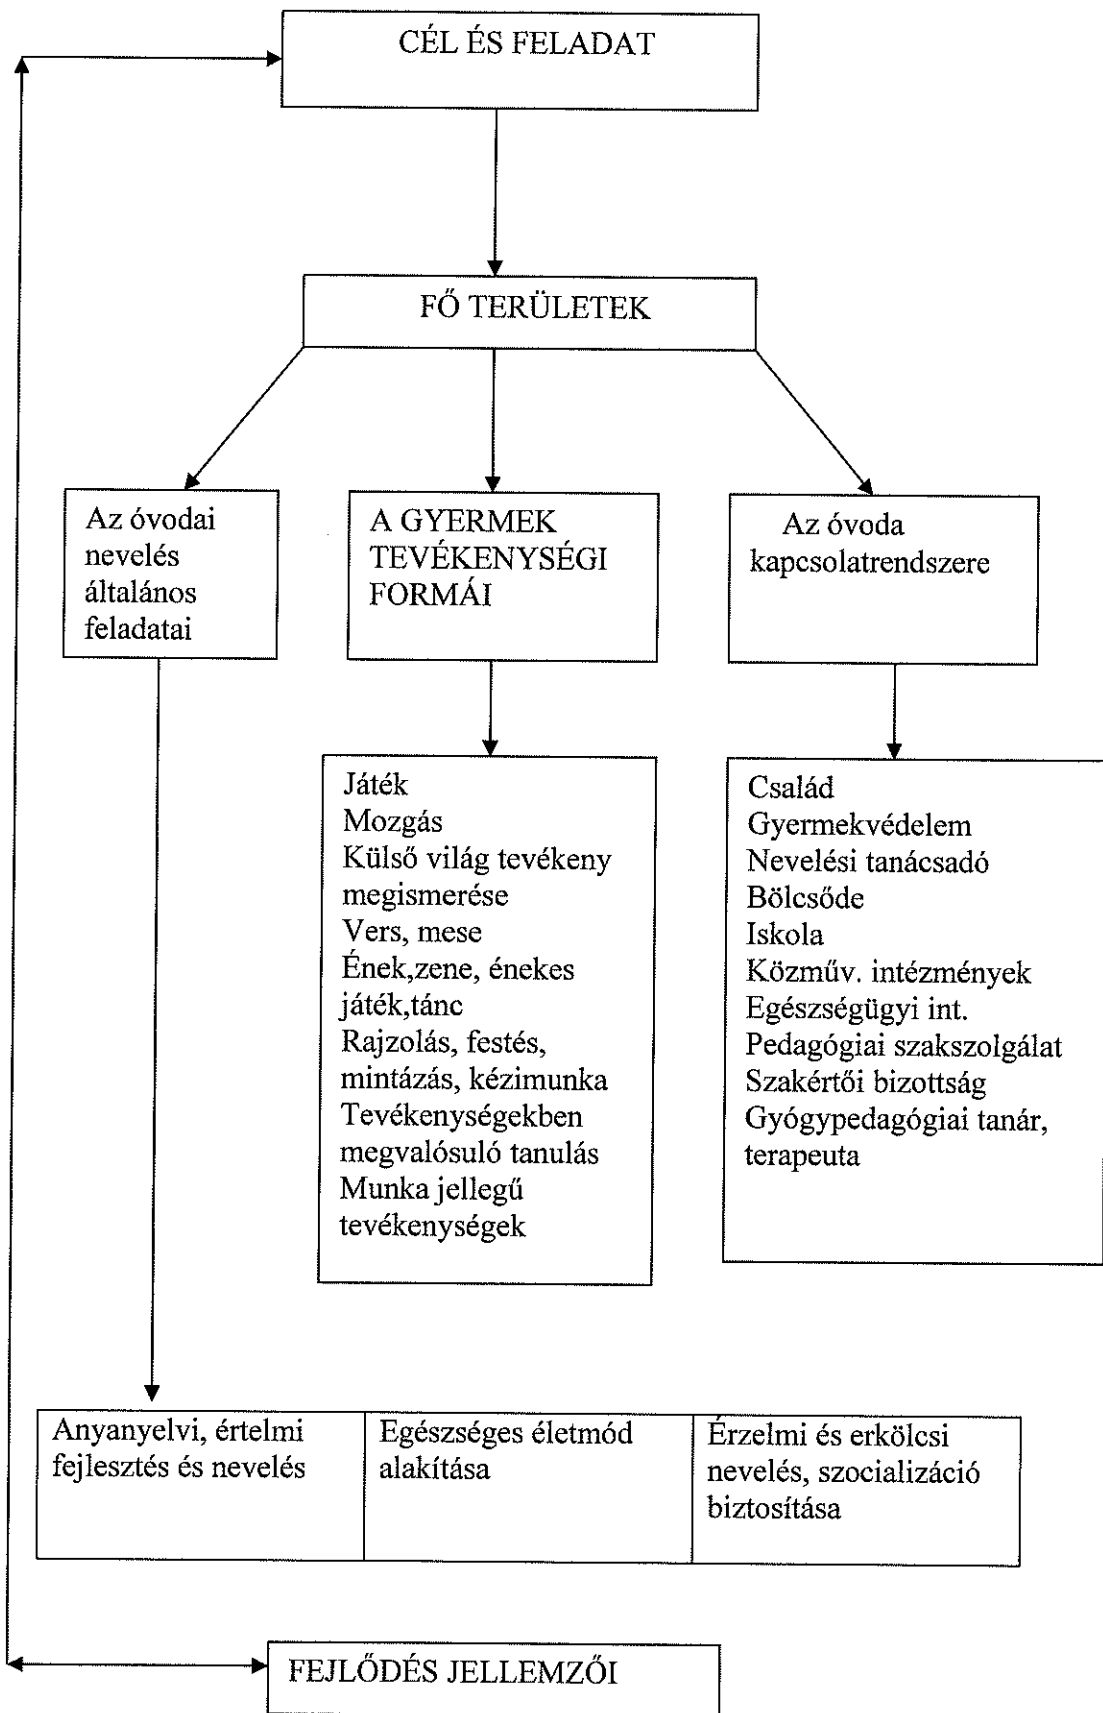 CÉL ÉS FELADAT
FŐ TERÜLETEK
Az óvodai
nevelés
általános
feladatai
A GYERMEK
TEVÉKENYSÉGI
FORMÁI
Az óvoda
kapcsolatrendszere
Játék
Mozgás
Külső világ tevékeny
megismerése
Vers, mese
Ének,zene, énekes
játék,tánc
Rajzolás, festés,
mintázás, kézimunka
Tevékenységekben
megvalósuló tanulás
Munka jellegű
tevékenységek
Család
Gyermekvédelem
Nevelési tanácsadó
Bölcsőde
Iskola
Közműv. intézmények
Egészségügyi int.
Pedagógiai szakszolgálat
Szakértői bizottság
Gyógypedagógiai tanár,
terapeuta
Anyanyelvi, értelmi
fejlesztés és nevelés
Egészséges életmód
alakítása
Érzelmi és erkölcsi
nevelés, szocializáció
biztosítása
FEJLŐDÉS JELLEMZŐI